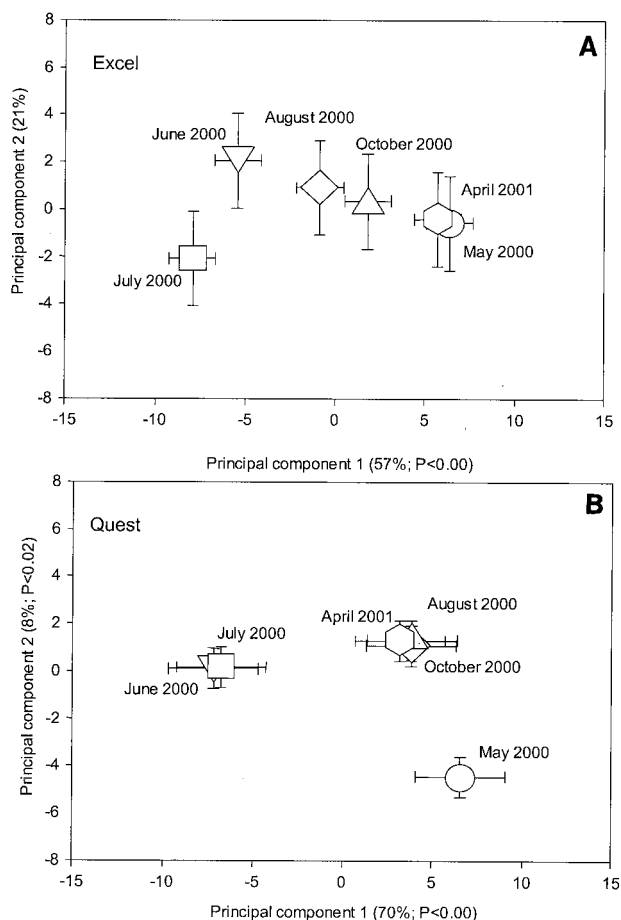 A
Excel
Principal component 2 (21%)
8
6
4
2
0
-2
-4
-6
-8
June 2000
August 2000
October 2000
April 2001
May 2000
July 2000
-15
-10
-5
0
5
10
15
Principal component 1 (57%; P<0.00)
B
Quest
Principal component 2 (8%; P<0.02)
8
6
4
2
0
-2
-4
-6
-8
July 2000
June 2000
April 2001
August 2000
October 2000
May 2000
-15
-10
-5
0
5
10
15
Principal component 1 (70%; P<0.00)